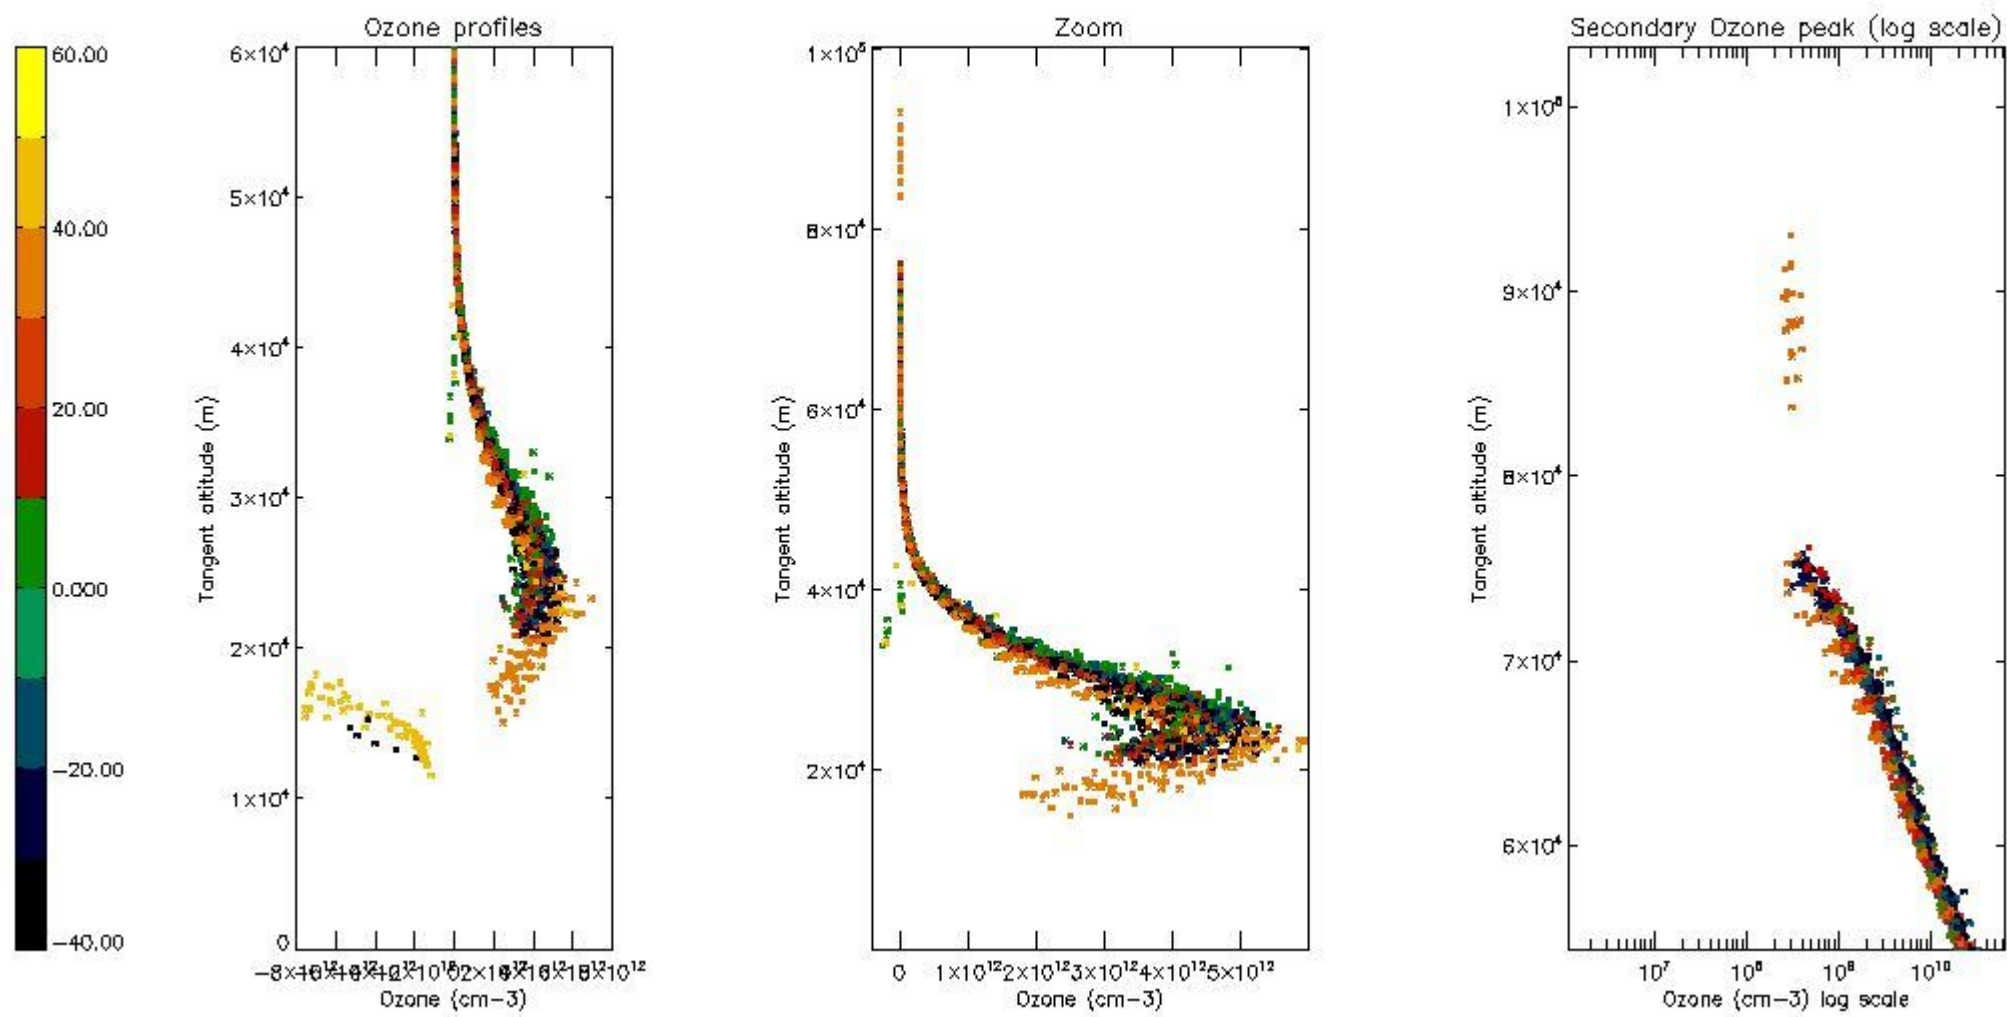 Ozone profiles
Zoom
Secondary Ozone peak (log scale)
60.00
40.00
20.00
0.000
−20.00
−40.00
6×10⁴
5×10⁴
4×10⁴
3×10⁴
2×10⁴
1×10⁴
0
Tangent altitude (m)
Ozone (cm−3)
1×10⁵
8×10⁴
6×10⁴
4×10⁴
2×10⁴
Tangent altitude (m)
0 1×10¹² 2×10¹² 3×10¹² 4×10¹² 5×10¹²
Ozone (cm−3)
9×10⁴
8×10⁴
7×10⁴
6×10⁴
Tangent altitude (m)
10⁷ 10⁸ 10⁹ 10¹⁰
Ozone (cm−3) log scale